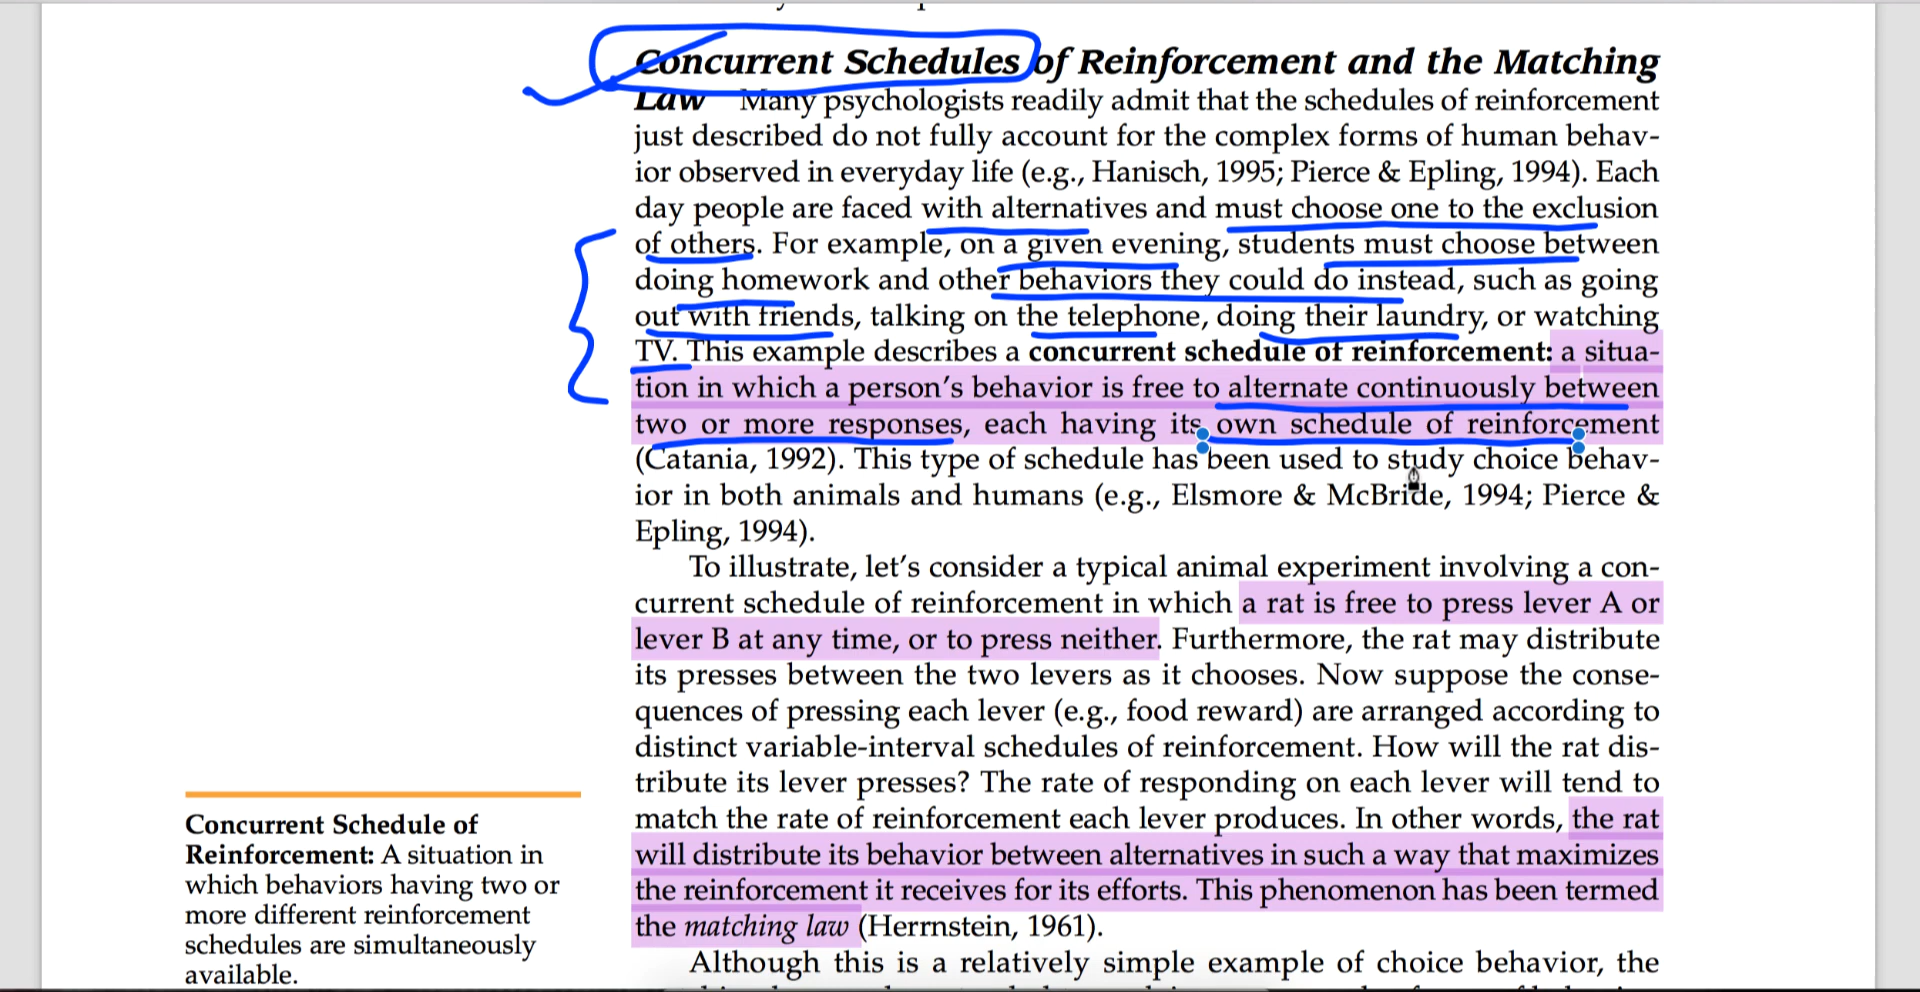 Concurrent Schedules of Reinforcement and the Matching
Law Many psychologists readily admit that the schedules of reinforcement
just described do not fully account for the complex forms of human behav-
ior observed in everyday life (e.g., Hanisch, 1995; Pierce & Epling, 1994). Each
day people are faced with alternatives and must choose one to the exclusion
of others. For example, on a given evening, students must choose between
doing homework and other behaviors they could do instead, such as going
out with friends, talking on the telephone, doing their laundry, or watching
TV. This example describes a concurrent schedule of reinforcement: a situa-
tion in which a person's behavior is free to alternate continuously between
two or more responses, each having its own schedule of reinforcement
(Catania, 1992). This type of schedule has been used to study choice behav-
ior in both animals and humans (e.g., Elsmore & McBride, 1994; Pierce &
Epling, 1994).
To illustrate, let's consider a typical animal experiment involving a con-
current schedule of reinforcement in which a rat is free to press lever A or
lever B at any time, or to press neither. Furthermore, the rat may distribute
its presses between the two levers as it chooses. Now suppose the conse-
quences of pressing each lever (e.g., food reward) are arranged according to
distinct variable-interval schedules of reinforcement. How will the rat dis-
tribute its lever presses? The rate of responding on each lever will tend to
match the rate of reinforcement each lever produces. In other words, the rat
will distribute its behavior between alternatives in such a way that maximizes
the reinforcement it receives for its efforts. This phenomenon has been termed
the matching law (Herrnstein, 1961).
Although this is a relatively simple example of choice behavior, the
Concurrent Schedule of
Reinforcement: A situation in
which behaviors having two or
more different reinforcement
schedules are simultaneously
available.